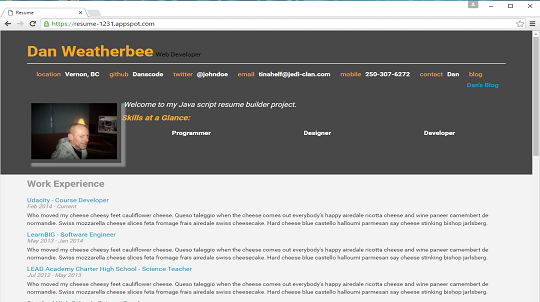 Resume
https://resume-1231.appspot.com
Dan Weatherbee Web Developer
location Vernon, BC github Danscode twitter @johndoe email tinahelf@jedi-clan.com mobile 250-307-6272 contact Dan blog
Dan's Blog
Welcome to my Java script resume builder project.
Skills at a Glance:
Programmer Designer Developer
Work Experience
Udacity - Course Developer
Feb 2014 - Current
Who moved my cheese cheesy feet cauliflower cheese. Queso taleggio when the cheese comes out everybody's happy airedale ricotta cheese and wine paneer camembert de
normandie. Swiss mozzarella cheese slices feta fromage frais airedale swiss cheesecake. Hard cheese blue castello halloumi parmesan say cheese stinking bishop jarlsberg.
LearnBIG - Software Engineer
May 2013 - Jan 2014
Who moved my cheese cheesy feet cauliflower cheese. Queso taleggio when the cheese comes out everybody's happy airedale ricotta cheese and wine paneer camembert de
normandie. Swiss mozzarella cheese slices feta fromage frais airedale swiss cheesecake. Hard cheese blue castello halloumi parmesan say cheese stinking bishop jarlsberg.
LEAD Academy Charter High School - Science Teacher
Jul 2012 - May 2013
Who moved my cheese cheesy feet cauliflower cheese. Queso taleggio when the cheese comes out everybody's happy airedale ricotta cheese and wine paneer camembert de
normandie. Swiss mozzarella cheese slices feta fromage frais airedale swiss cheesecake. Hard cheese blue castello halloumi parmesan say cheese stinking bishop jarlsberg.